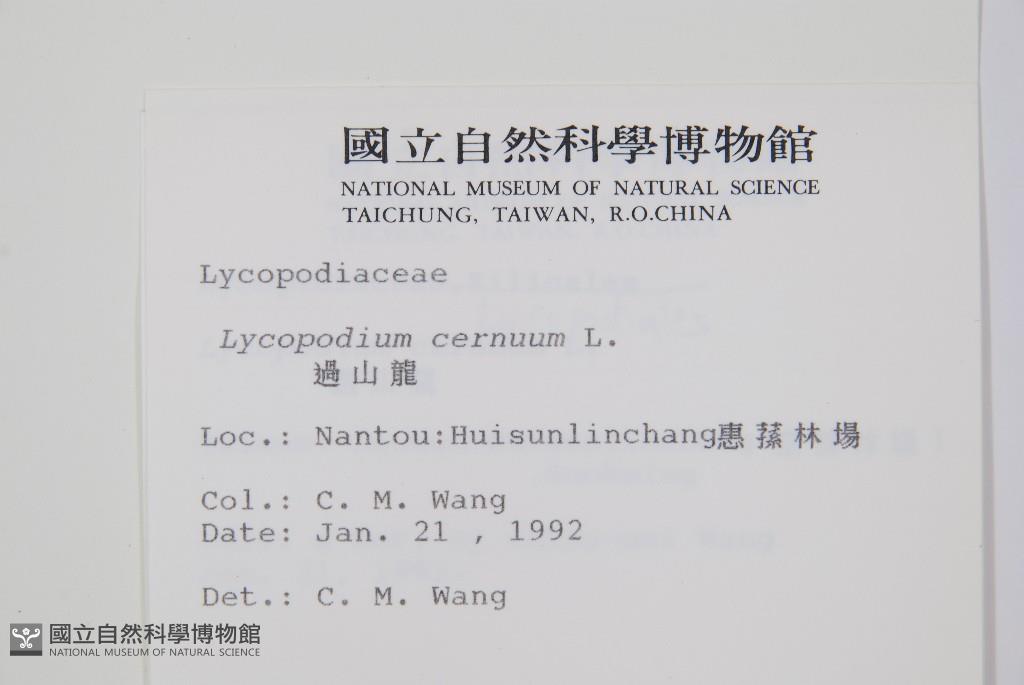 國立自然科學博物館
NATIONAL MUSEUM OF NATURAL SCIENCE
TAICHUNG, TAIWAN, R.O.CHINA
Lycopodiaceae
Lycopodium cernuum L.
過山龍
Loc.: Nantou:Huisunlinchang惠蓀林場
Col.: C. M. Wang
Date: Jan. 21 , 1992
Det.: C. M. Wang
國立自然科學博物館
NATIONAL MUSEUM OF NATURAL SCIENCE